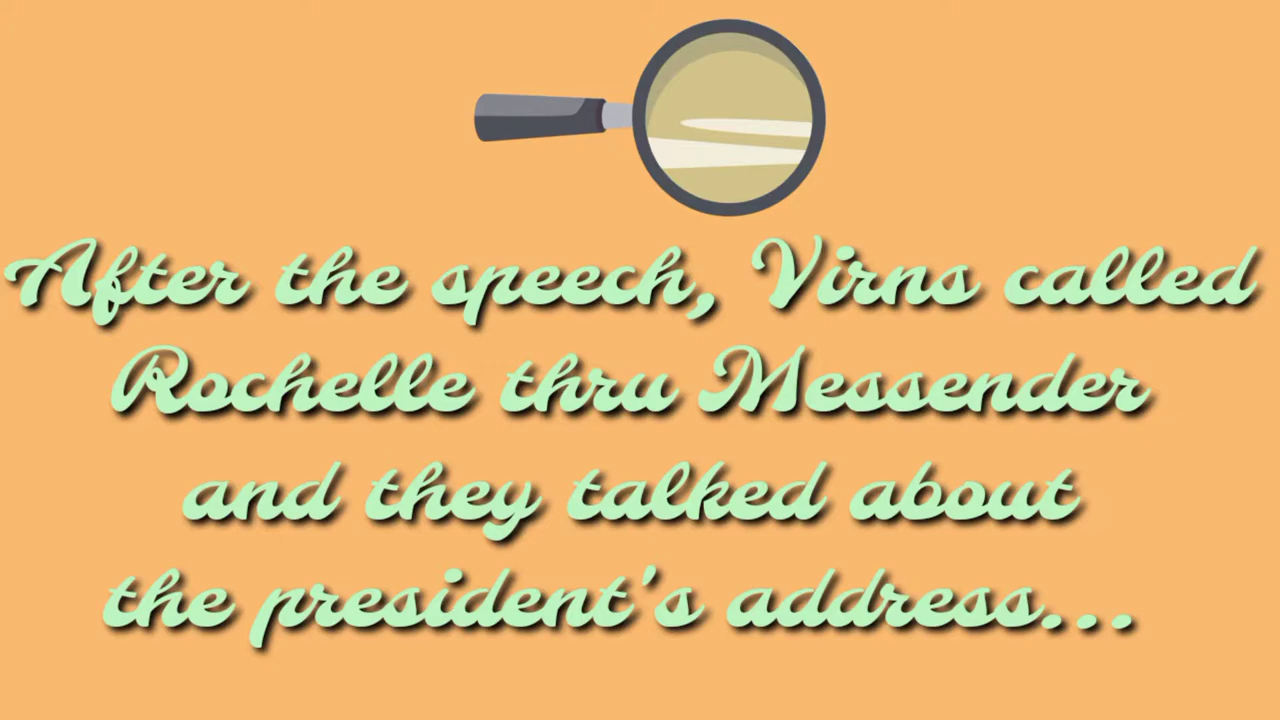 After the speech, Virns called
Rochelle thru Messender
and they talked about
the president's address...